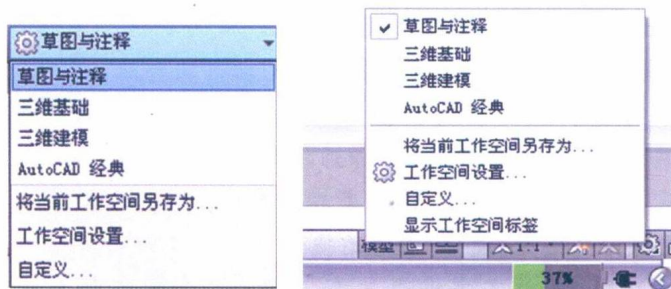 草图与注释
草图与注释
三维基础
三维建模
AutoCAD 经典
将当前工作空间另存为...
工作空间设置...
自定义...
草图与注释
三维基础
三维建模
AutoCAD 经典
将当前工作空间另存为...
工作空间设置...
自定义...
显示工作空间标签
模型
1:1
37%